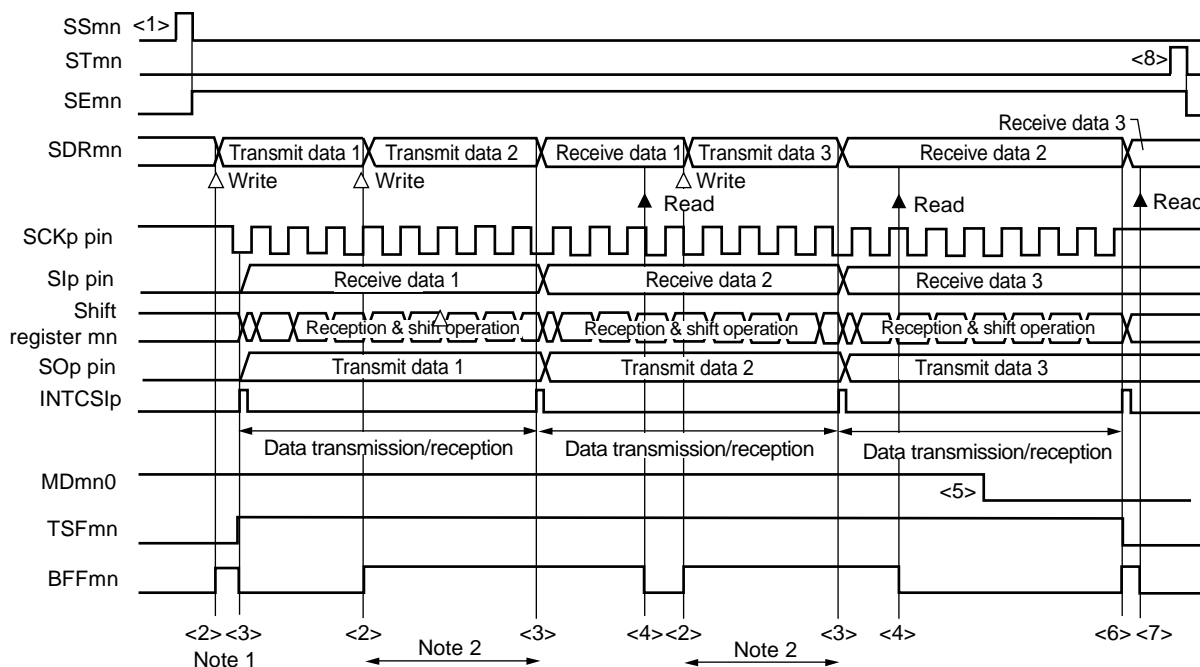 SSmn <1>
STmn <8>
SEmn
Receive data 3
SDRmn Transmit data 1 Transmit data 2 Receive data 1 Transmit data 3 Receive data 2
Write Write Write
Read Read Read
SCKp pin
SIp pin Receive data 1 Receive data 2 Receive data 3
Shift
register mn Reception & shift operation Reception & shift operation Reception & shift operation
SOp pin Transmit data 1 Transmit data 2 Transmit data 3
INTCSIp
Data transmission/reception Data transmission/reception Data transmission/reception
MDmn0 <5>
TSFmn
BFFmn
<2> <3> <2> <3> <4> <2> <3> <4> <6> <7>
Note 1 Note 2 Note 2